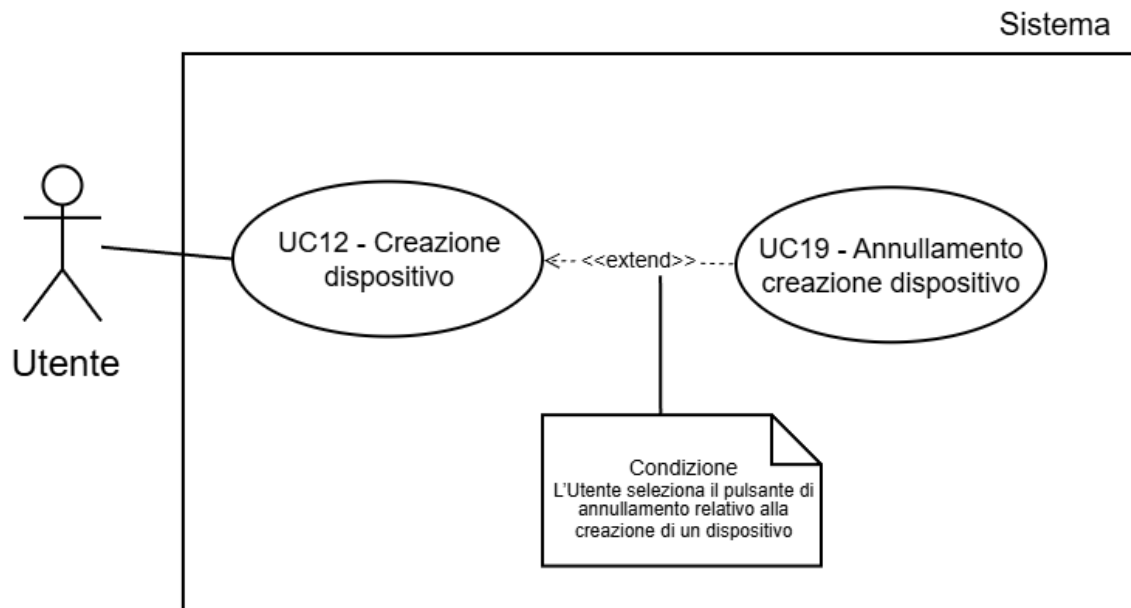 Sistema
UC12 - Creazione
dispositivo
<<extend>>
UC19 - Annullamento
creazione dispositivo
Utente
Condizione
L'Utente seleziona il pulsante di
annullamento relativo alla
creazione di un dispositivo